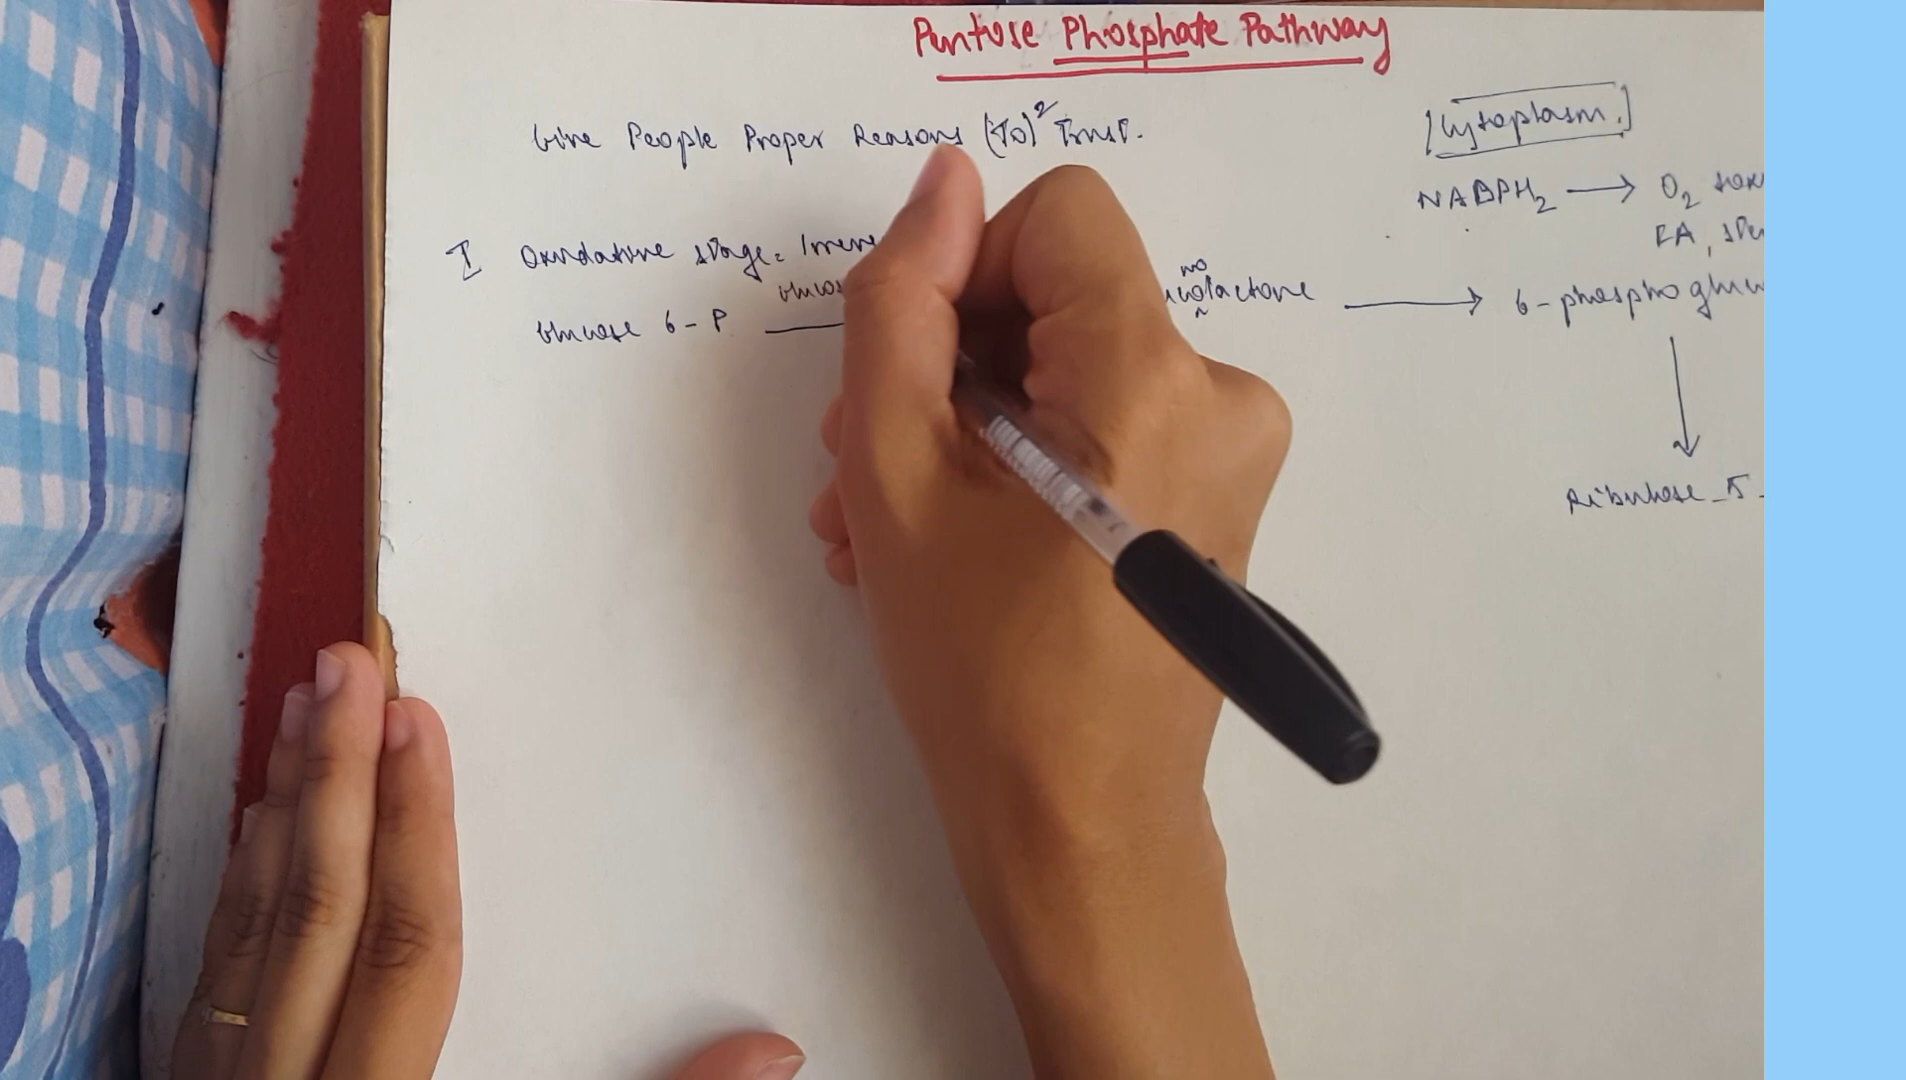 Pentose Phosphate Pathway
Give People Proper Reasons (To)² Trust.
[Cytoplasm.]
NADPH₂ → O₂
FA,
I Oxidative stage =
Glucose 6-P → no lactone → 6-phospho
↓
Ribulose-5-